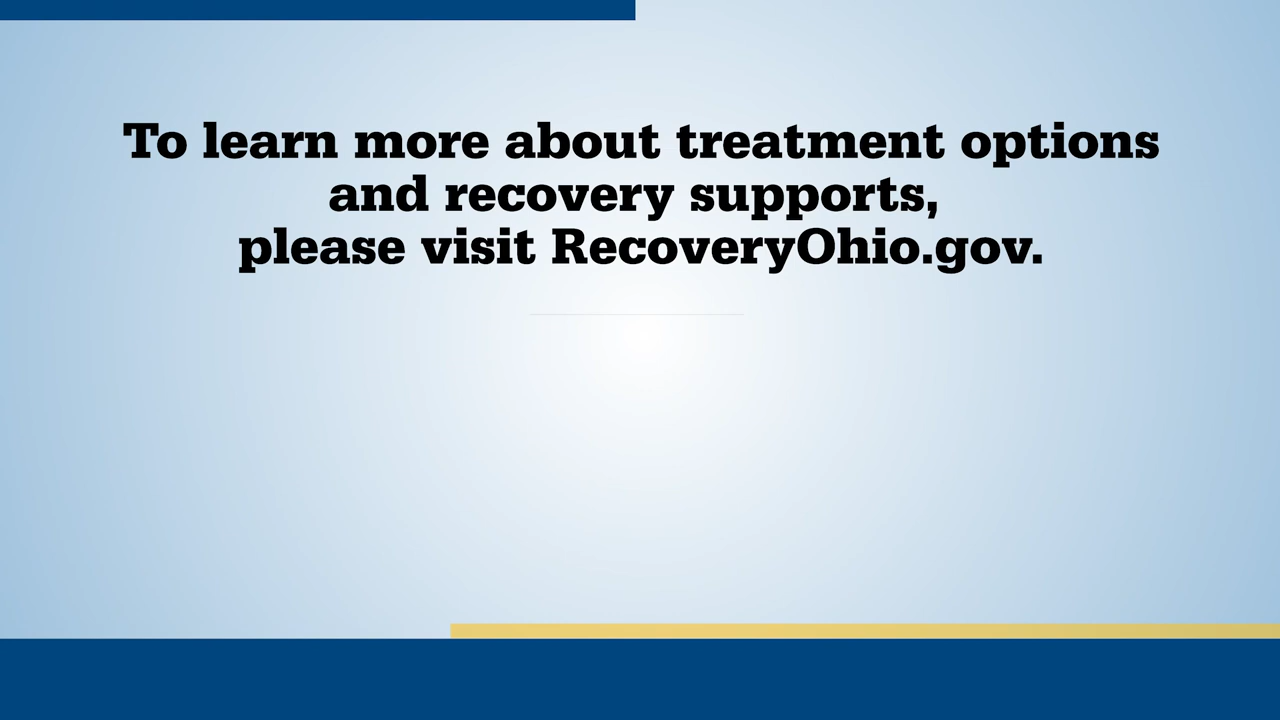 To learn more about treatment options
and recovery supports,
please visit RecoveryOhio.gov.